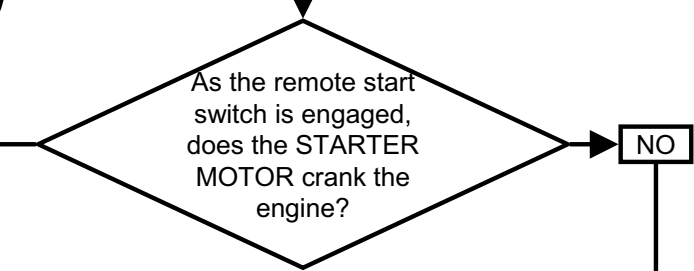 As the remote start
switch is engaged,
does the STARTER
MOTOR crank the
engine?
NO